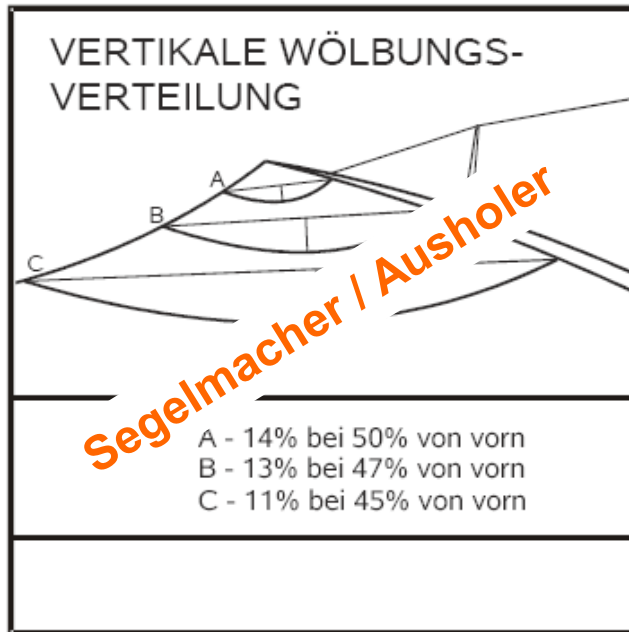 VERTIKALE WÖLBUNGS-
VERTEILUNG
A
B
C
Segelmacher / Ausholer
A - 14% bei 50% von vorn
B - 13% bei 47% von vorn
C - 11% bei 45% von vorn